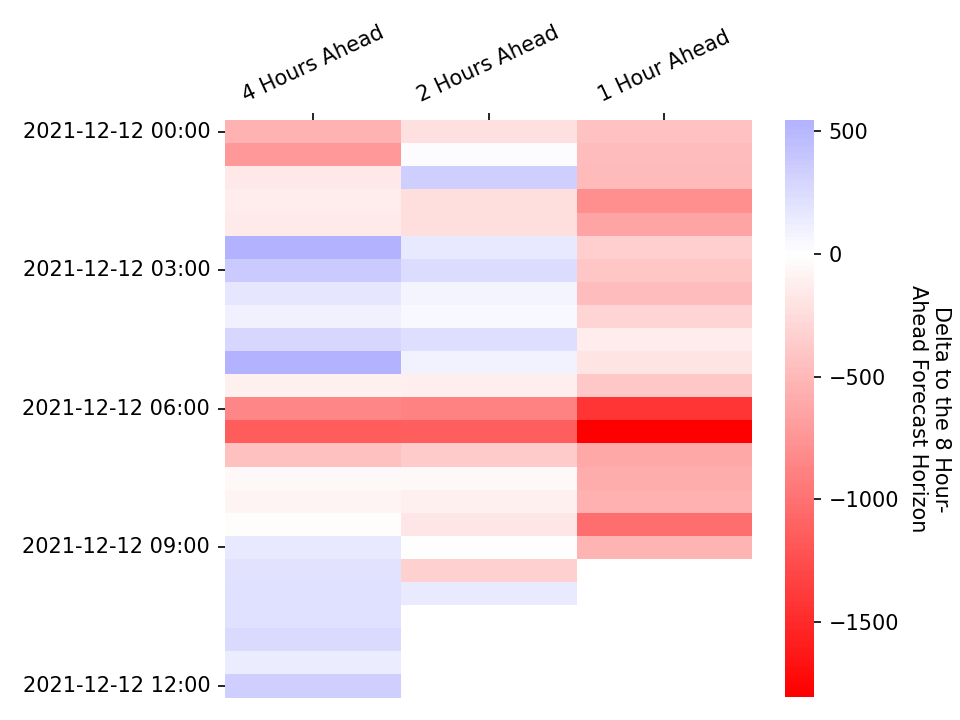 4 Hours Ahead
2 Hours Ahead
1 Hour Ahead
2021-12-12 00:00
2021-12-12 03:00
2021-12-12 06:00
2021-12-12 09:00
2021-12-12 12:00
500
0
−500
−1000
−1500
Delta to the 8 Hour-
Ahead Forecast Horizon